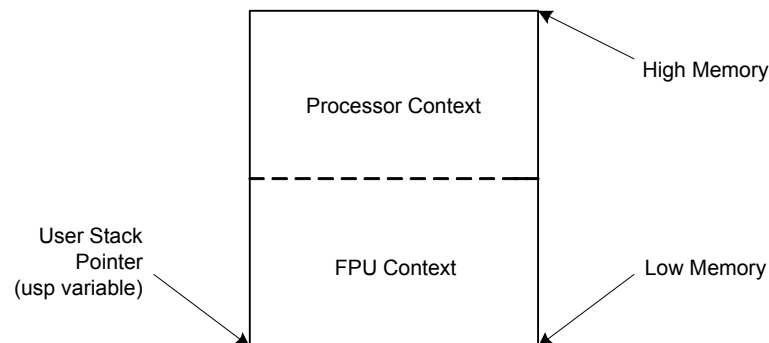 High Memory
Processor Context
User Stack
Pointer
(usp variable)
FPU Context
Low Memory